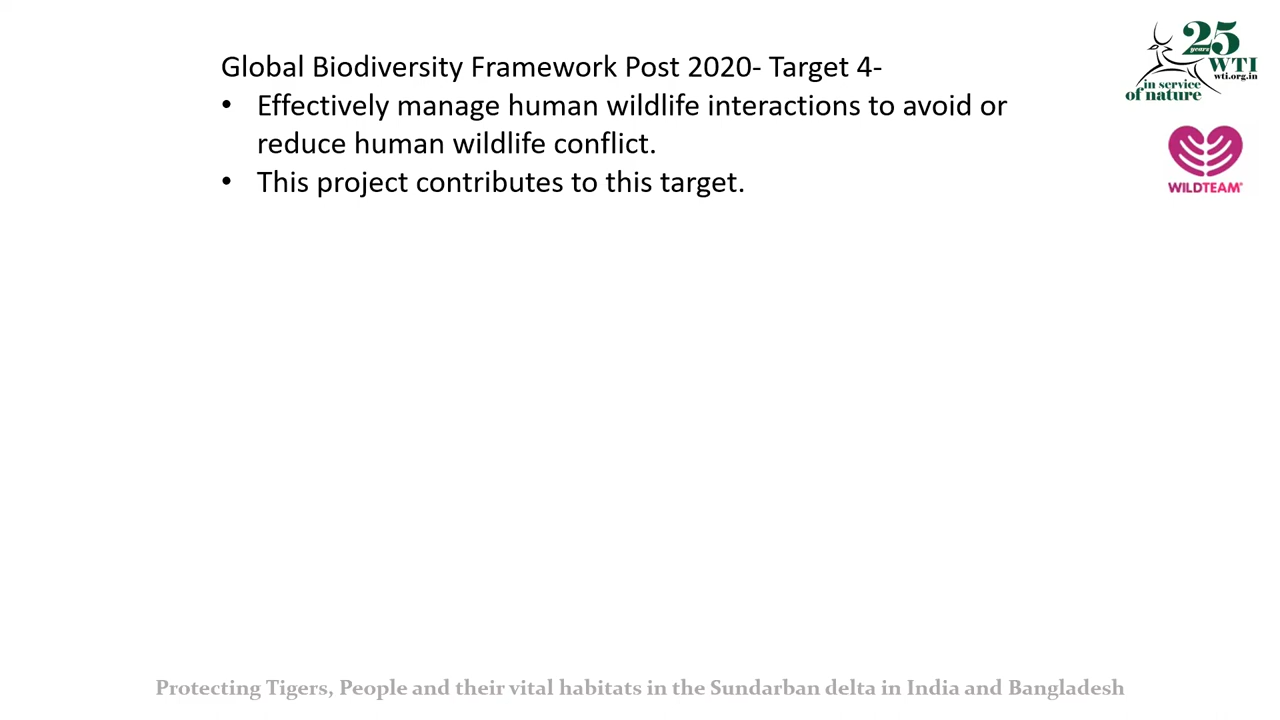 Global Biodiversity Framework Post 2020- Target 4-
• Effectively manage human wildlife interactions to avoid or
reduce human wildlife conflict.
• This project contributes to this target.
25
years
WTI
wti.org.in
in service
of nature
WILDTEAM
Protecting Tigers, People and their vital habitats in the Sundarban delta in India and Bangladesh